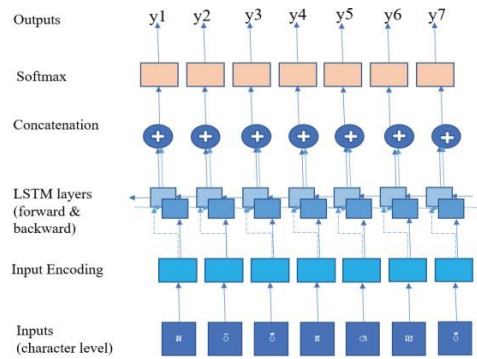 Outputs y1 y2 y3 y4 y5 y6 y7
Softmax
Concatenation
LSTM layers
(forward &
backward)
Input Encoding
Inputs
(character level)